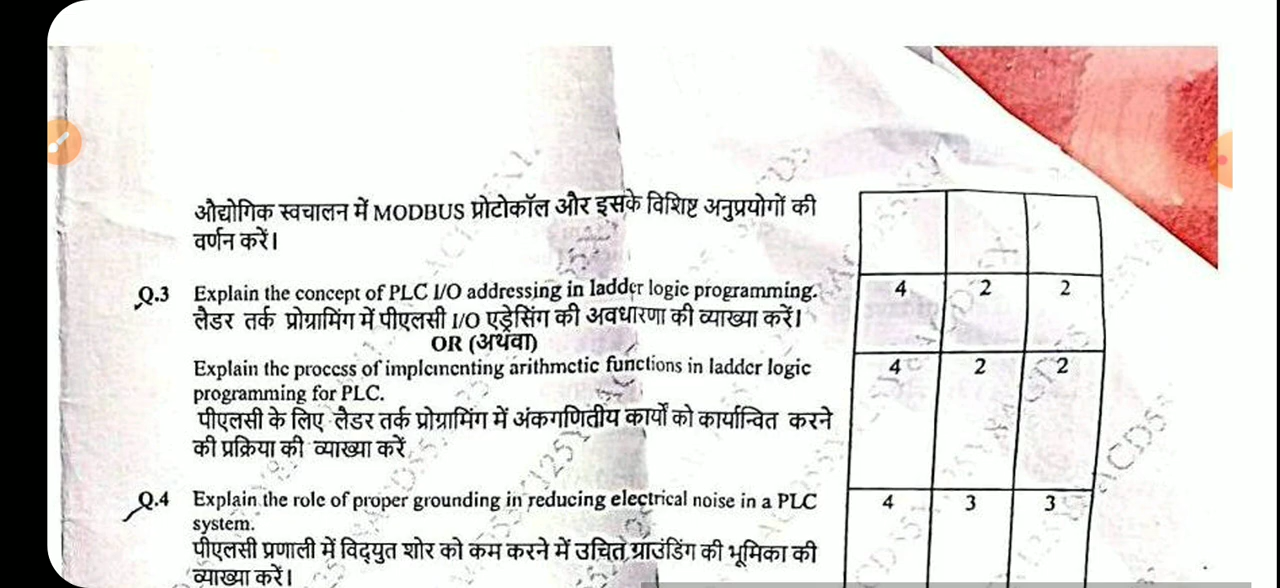 औद्योगिक स्वचालन में MODBUS प्रोटोकॉल और इसके विशिष्ट अनुप्रयोगों की
वर्णन करें।
Q.3 Explain the concept of PLC I/O addressing in ladder logic programming. 4 2 2
लैडर तर्क प्रोग्रामिंग में पीएलसी I/O एड्रेसिंग की अवधारणा की व्याख्या करें।
OR (अथवा)
Explain the process of implementing arithmetic functions in ladder logic 4 2 2
programming for PLC.
पीएलसी के लिए लैडर तर्क प्रोग्रामिंग में अंकगणितीय कार्यों को कार्यान्वित करने
की प्रक्रिया की व्याख्या करें
Q.4 Explain the role of proper grounding in reducing electrical noise in a PLC 4 3 3
system.
पीएलसी प्रणाली में विद्युत शोर को कम करने में उचित ग्राउंडिंग की भूमिका की
व्याख्या करें।